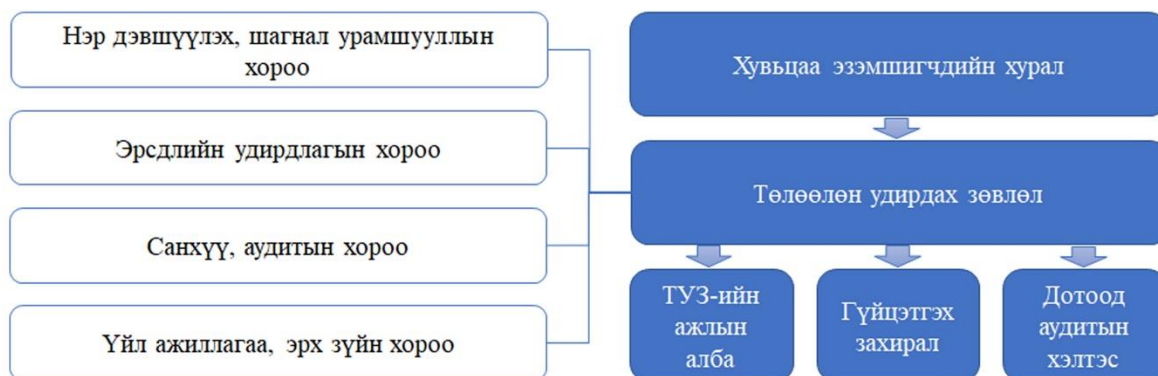 Нэр дэвшүүлэх, шагнал урамшууллын
хороо
Эрсдлийн удирдлагын хороо
Санхүү, аудитын хороо
Үйл ажиллагаа, эрх зүйн хороо
Хувьцаа эзэмшигчдийн хурал
Төлөөлөн удирдах зөвлөл
ТУЗ-ийн
ажлын
алба
Гүйцэтгэх
захирал
Дотоод
аудитын
хэлтэс